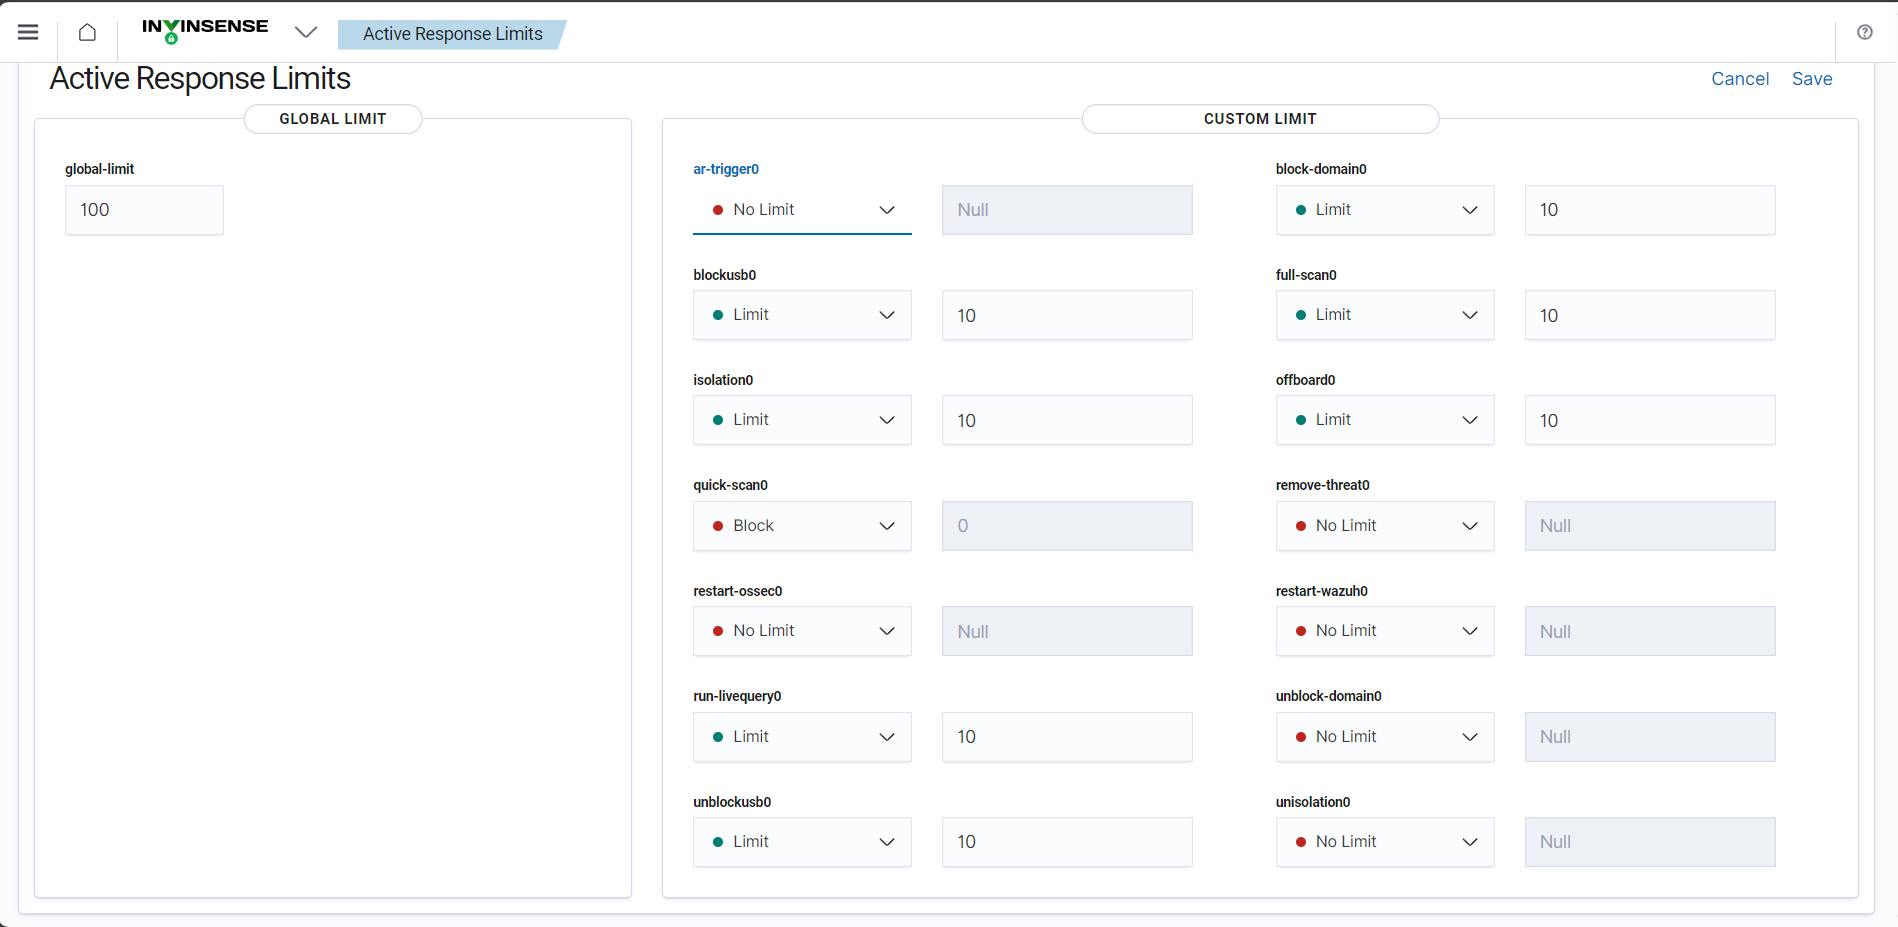 INVINSENSE
Active Response Limits
Active Response Limits
Cancel Save
GLOBAL LIMIT
global-limit
100
CUSTOM LIMIT
ar-trigger0
No Limit Null
block-domain0
Limit 10
blockusb0
Limit 10
full-scan0
Limit 10
isolation0
Limit 10
offboard0
Limit 10
quick-scan0
Block 0
remove-threat0
No Limit Null
restart-ossec0
No Limit Null
restart-wazuh0
No Limit Null
run-livequery0
Limit 10
unblock-domain0
No Limit Null
unblockusb0
Limit 10
unisolation0
No Limit Null